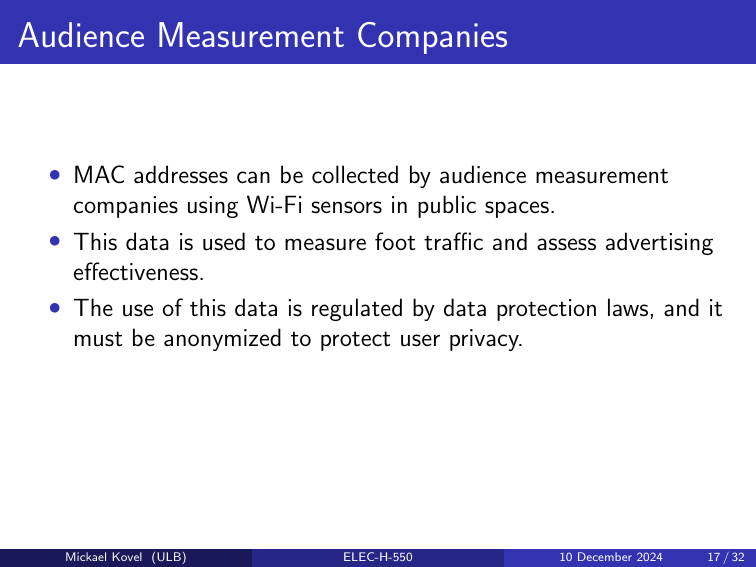 Audience Measurement Companies
• MAC addresses can be collected by audience measurement
companies using Wi-Fi sensors in public spaces.
• This data is used to measure foot traffic and assess advertising
effectiveness.
• The use of this data is regulated by data protection laws, and it
must be anonymized to protect user privacy.
Mickael Kovel (ULB) ELEC-H-550 10 December 2024 17 / 32